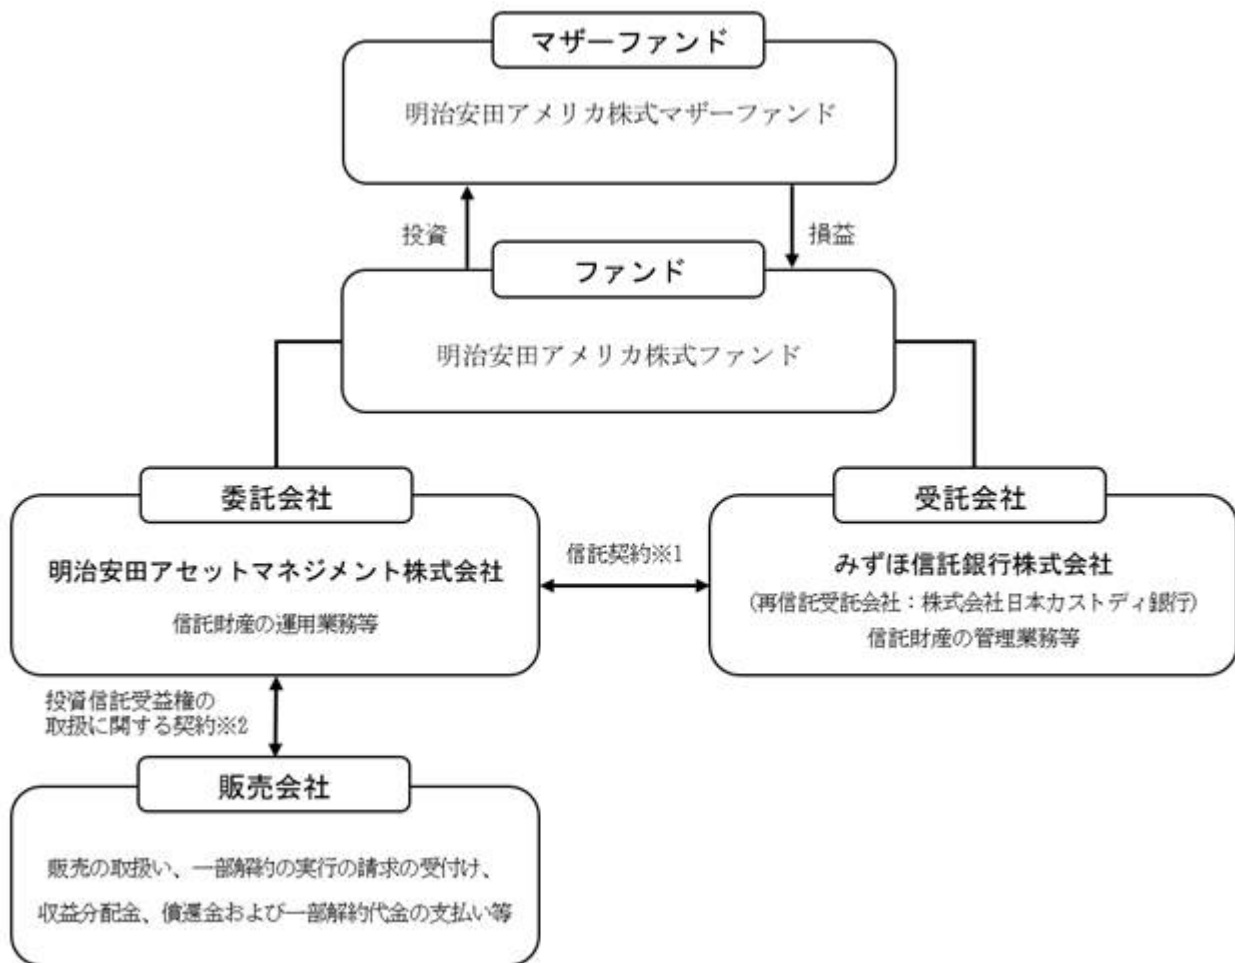 マザーファンド
明治安田アメリカ株式マザーファンド
投資
損益
ファンド
明治安田アメリカ株式ファンド
委託会社
明治安田アセットマネジメント株式会社
信託財産の運用業務等
信託契約※1
受託会社
みずほ信託銀行株式会社
(再信託受託会社:株式会社日本カストディ銀行)
信託財産の管理業務等
投資信託受益権の
取扱に関する契約※2
販売会社
販売の取扱い、一部解約の実行の請求の受付け、
収益分配金、償還金および一部解約代金の支払い等